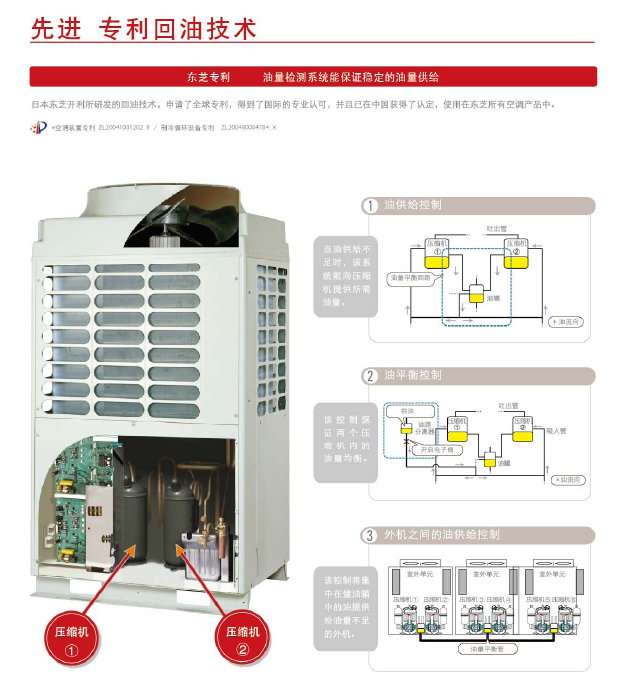 先进 专利回油技术
东芝专利 油量检测系统能保证稳定的油量供给
日本东芝开利所研发的回油技术。申请了全球专利,得到了国际的专业认可,并且已在中国获得了认定,使用在东芝所有空调产品中。
*空调装置专利 ZL20041031202.9 / 制冷循环设备专利 ZL200480004784.X
压缩机
①
压缩机
②
1 油供给控制
当油供给不
足时,该系
统能向压缩
机提供所需
油量。
吐出管
压缩机
①
压缩机
②
油量平衡回路
油罐
油流向
2 油平衡控制
该控制保
证两个压
缩机内的
油量均衡。
供油
吐出管
油路
分离器
压缩机
①
压缩机
②
吸入管
开启电子阀
油罐
油流向
3 外机之间的油供给控制
该控制将集
中在储油箱
中的油提供
给油量不足
的外机。
室外单元 室外单元 室外单元
压缩机① 压缩机② 压缩机③ 压缩机④ 压缩机⑤ 压缩机⑥
油量平衡管